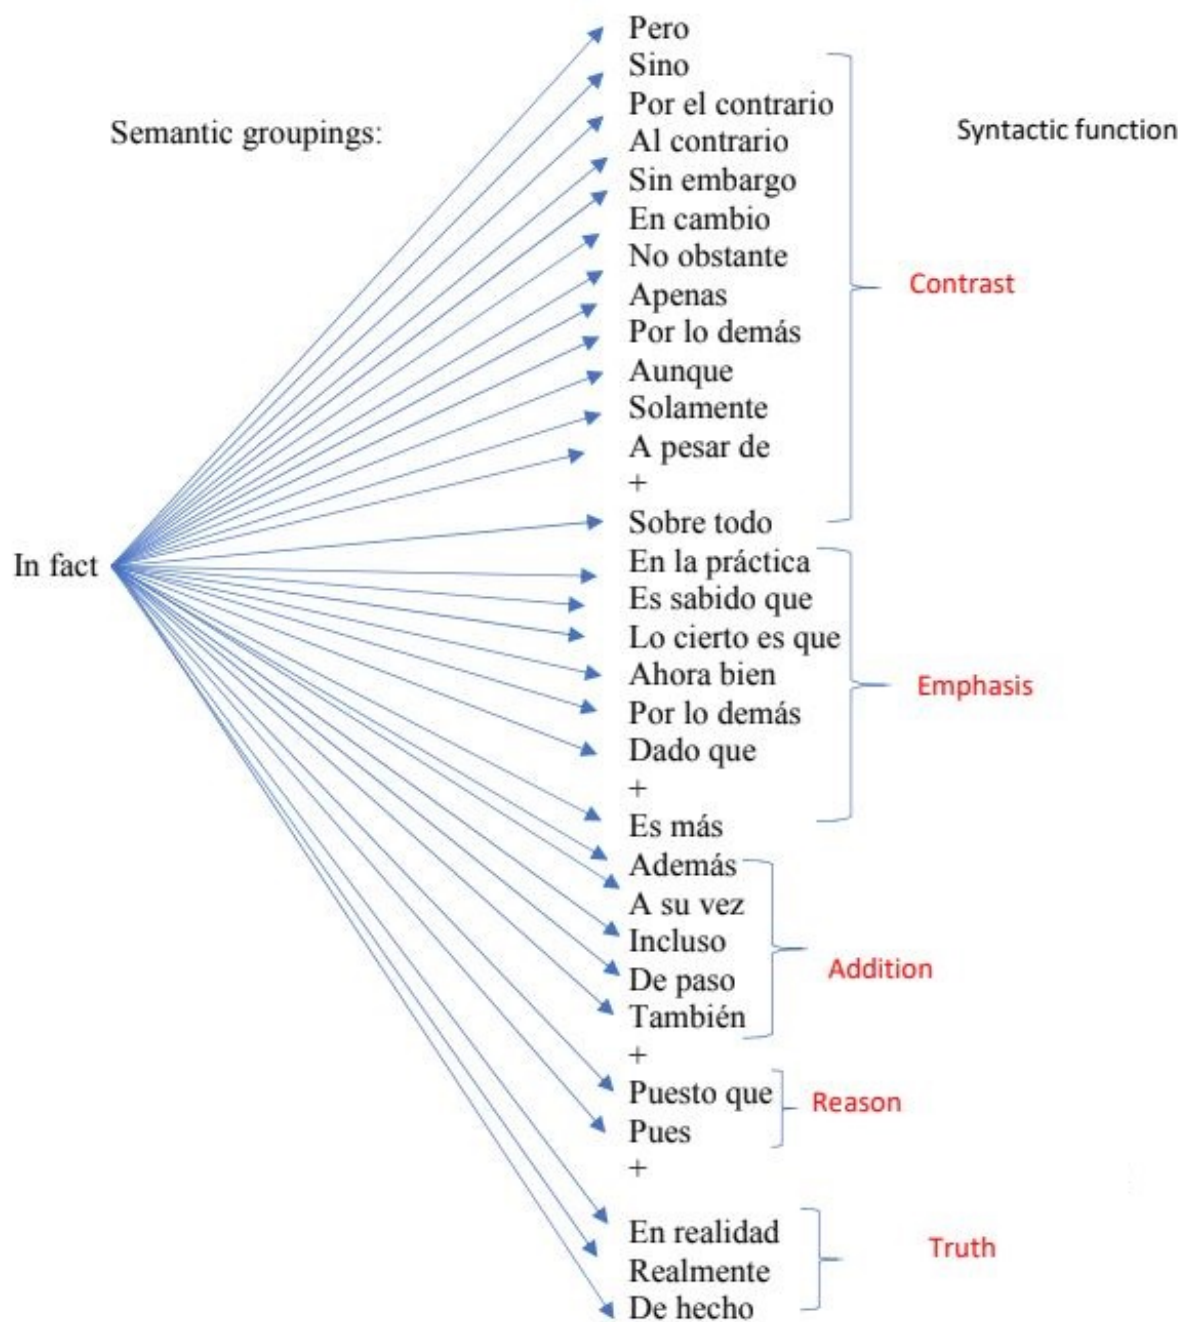 Pero
Sino
Por el contrario
Semantic groupings:
Syntactic function
Al contrario
Sin embargo
En cambio
No obstante
Contrast
Apenas
Por lo demás
Aunque
Solamente
A pesar de
+
Sobre todo
In fact
En la práctica
Es sabido que
Lo cierto es que
Ahora bien
Emphasis
Por lo demás
Dado que
+
Es más
Además
A su vez
Incluso
Addition
De paso
También
+
Puesto que
Reason
Pues
+
En realidad
Truth
Realmente
De hecho